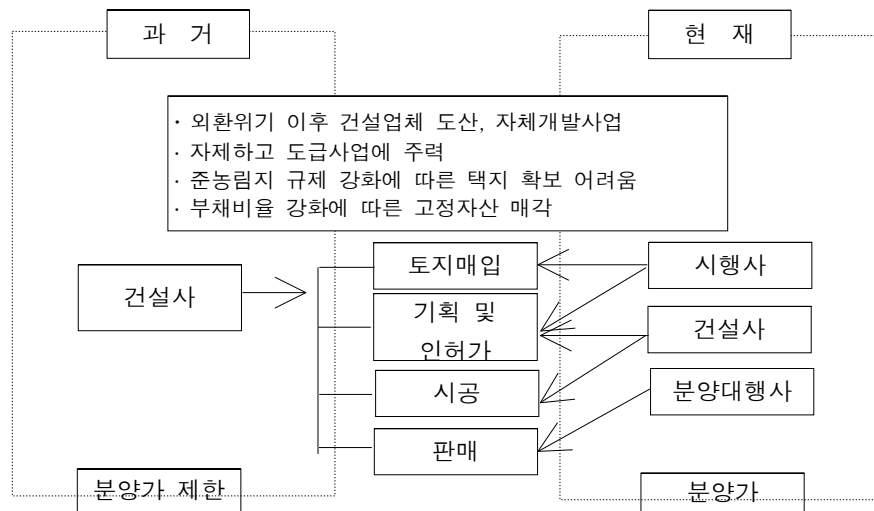 과 거
현 재
· 외환위기 이후 건설업체 도산, 자체개발사업
· 자제하고 도급사업에 주력
· 준농림지 규제 강화에 따른 택지 확보 어려움
· 부채비율 강화에 따른 고정자산 매각
건설사
토지매입
기획 및
인허가
시공
판매
시행사
건설사
분양대행사
분양가 제한
분양가